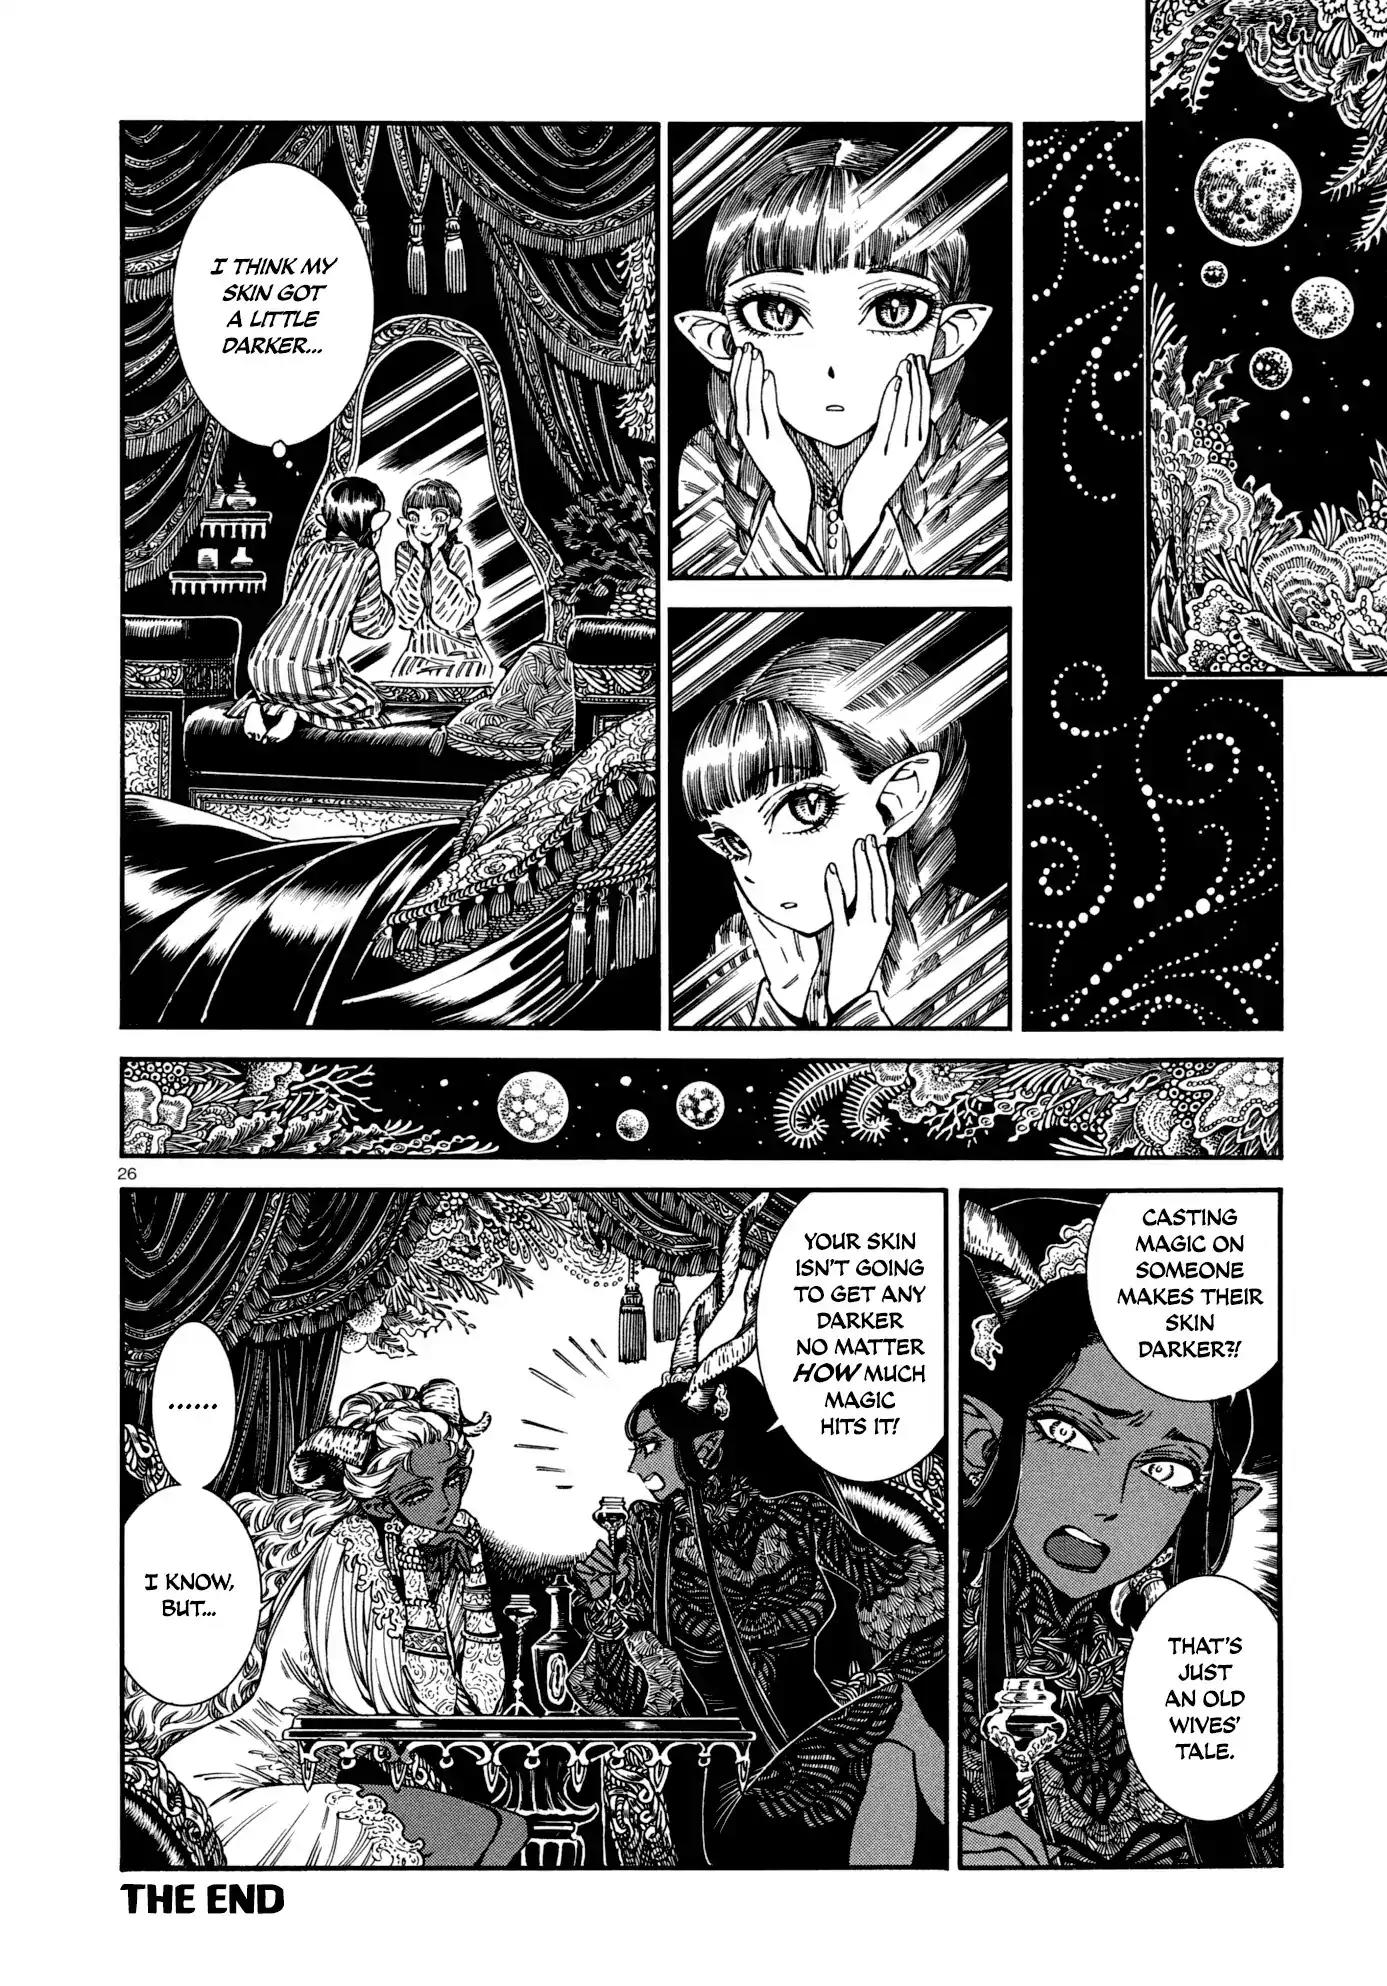 I THINK MY
SKIN GOT
A LITTLE
DARKER...
26
CASTING
MAGIC ON
SOMEONE
MAKES THEIR
SKIN
DARKER?!
THAT'S
JUST
AN OLD
WIVES'
TALE.
YOUR SKIN
ISN'T GOING
TO GET ANY
DARKER
NO MATTER
HOW MUCH
MAGIC
HITS IT!
......
I KNOW,
BUT...
THE END